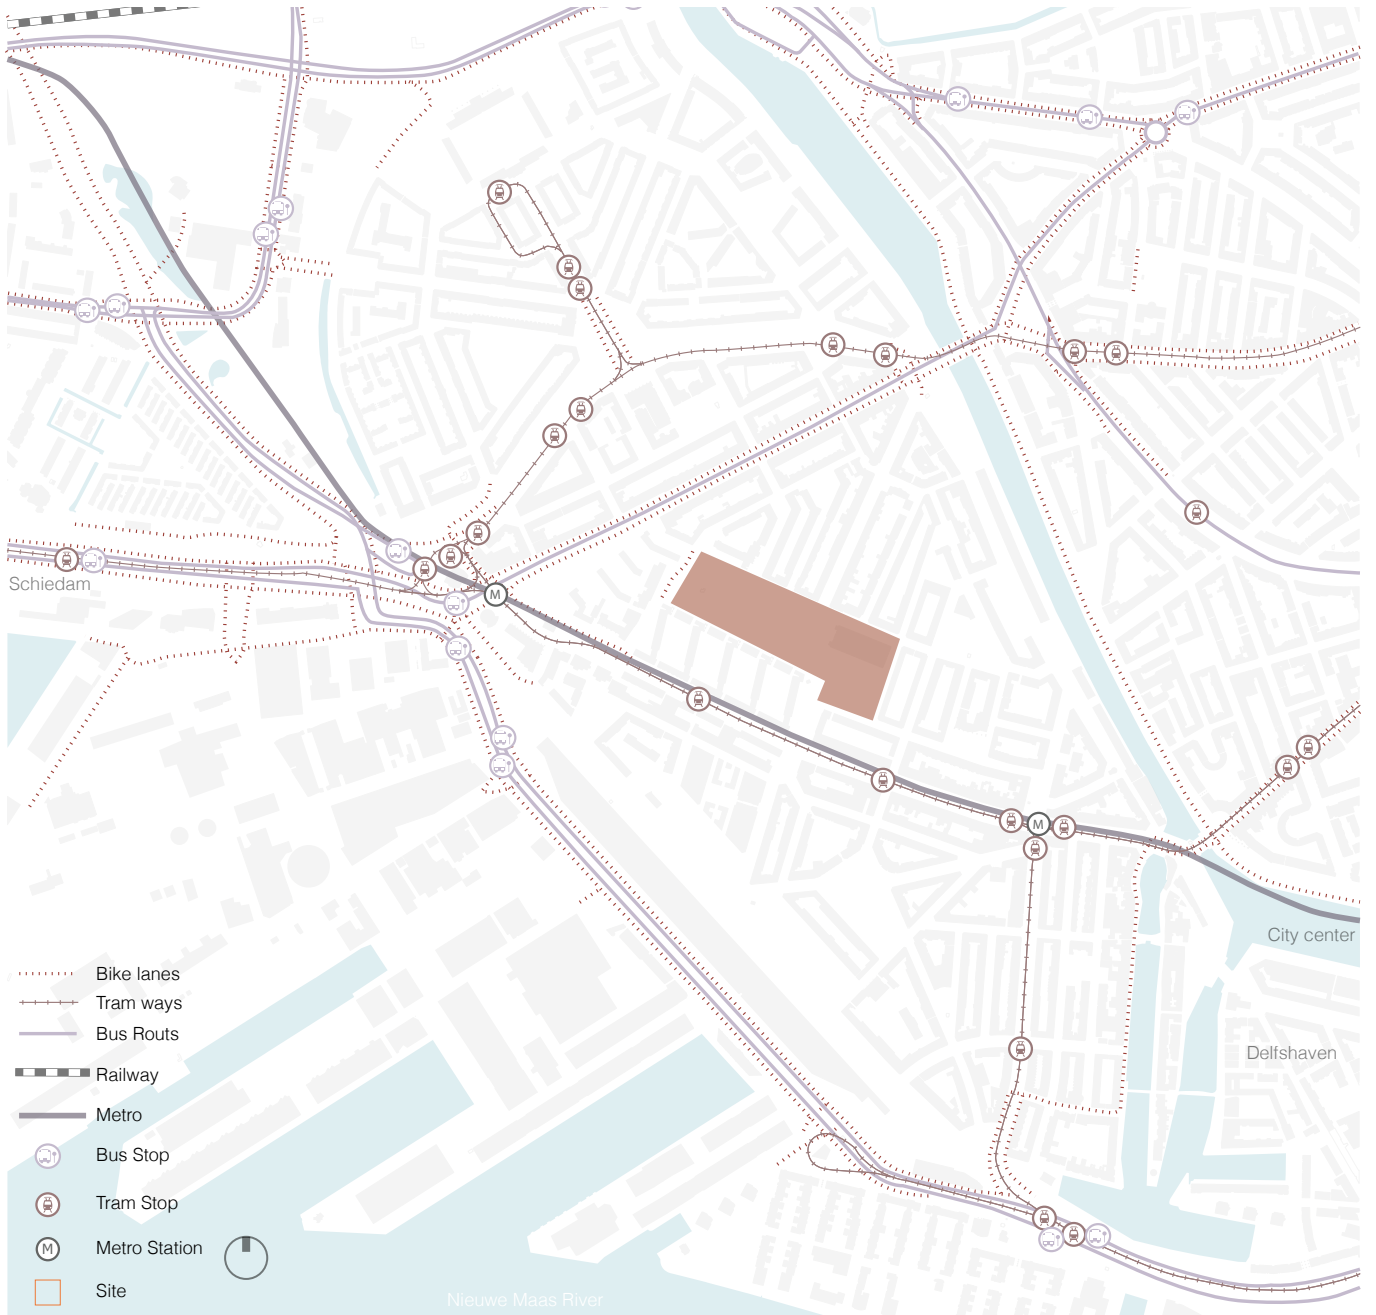 M
Schiedam
M
City center
Bike lanes
Tram ways
Bus Routs
Delfshaven
Railway
Metro
Bus Stop
Tram Stop
M Metro Station
Site
Nieuwe Maas River